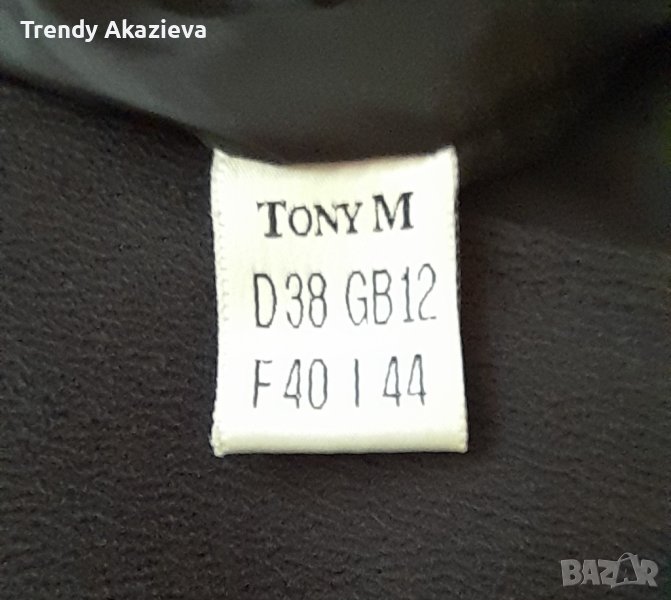 Trendy Akazieva
TONY M
D38 GB12
F40 I 44
BAZAR